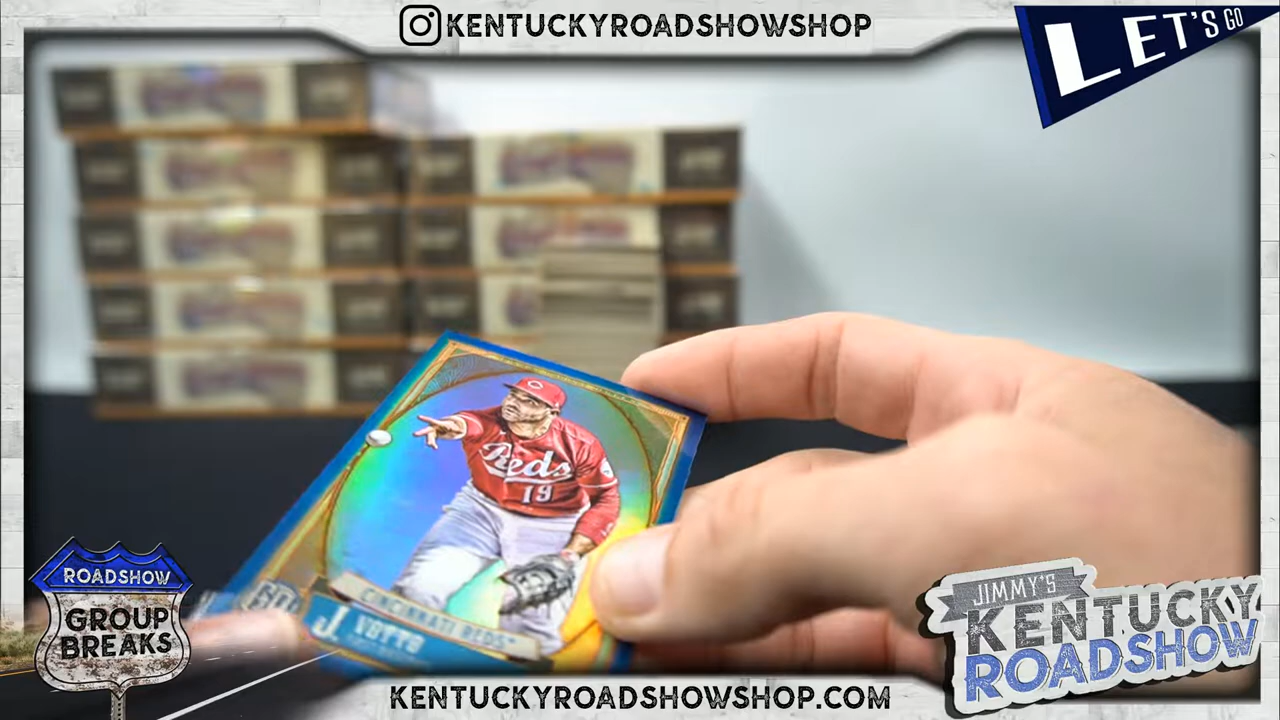 KENTUCKYROADSHOWSHOP
LET'S GO
Reds
19
CINCINNATI REDS
J. VOTTO
ROADSHOW
GROUP
BREAKS
JIMMY'S
KENTUCKY
ROADSHOW
KENTUCKYROADSHOWSHOP.COM